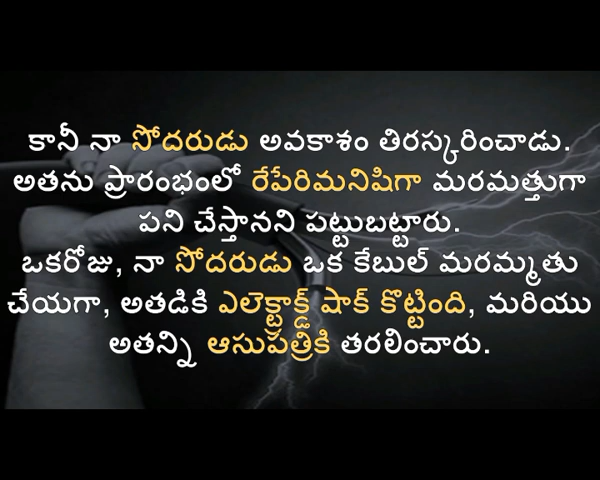 కానీ నా సోదరుడు అవకాశం తిరస్కరించాడు.
అతను ప్రారంభంలో రేపేరిమనిషిగా మరమత్తుగా
పని చేస్తానని పట్టుబట్టారు.
ఒకరోజు, నా సోదరుడు ఒక కేబుల్ మరమ్మతు
చేయగా, అతడికి ఎలెక్ట్రాక్డ్ షాక్ కొట్టింది, మరియు
అతన్ని ఆసుపత్రికి తరలించారు.